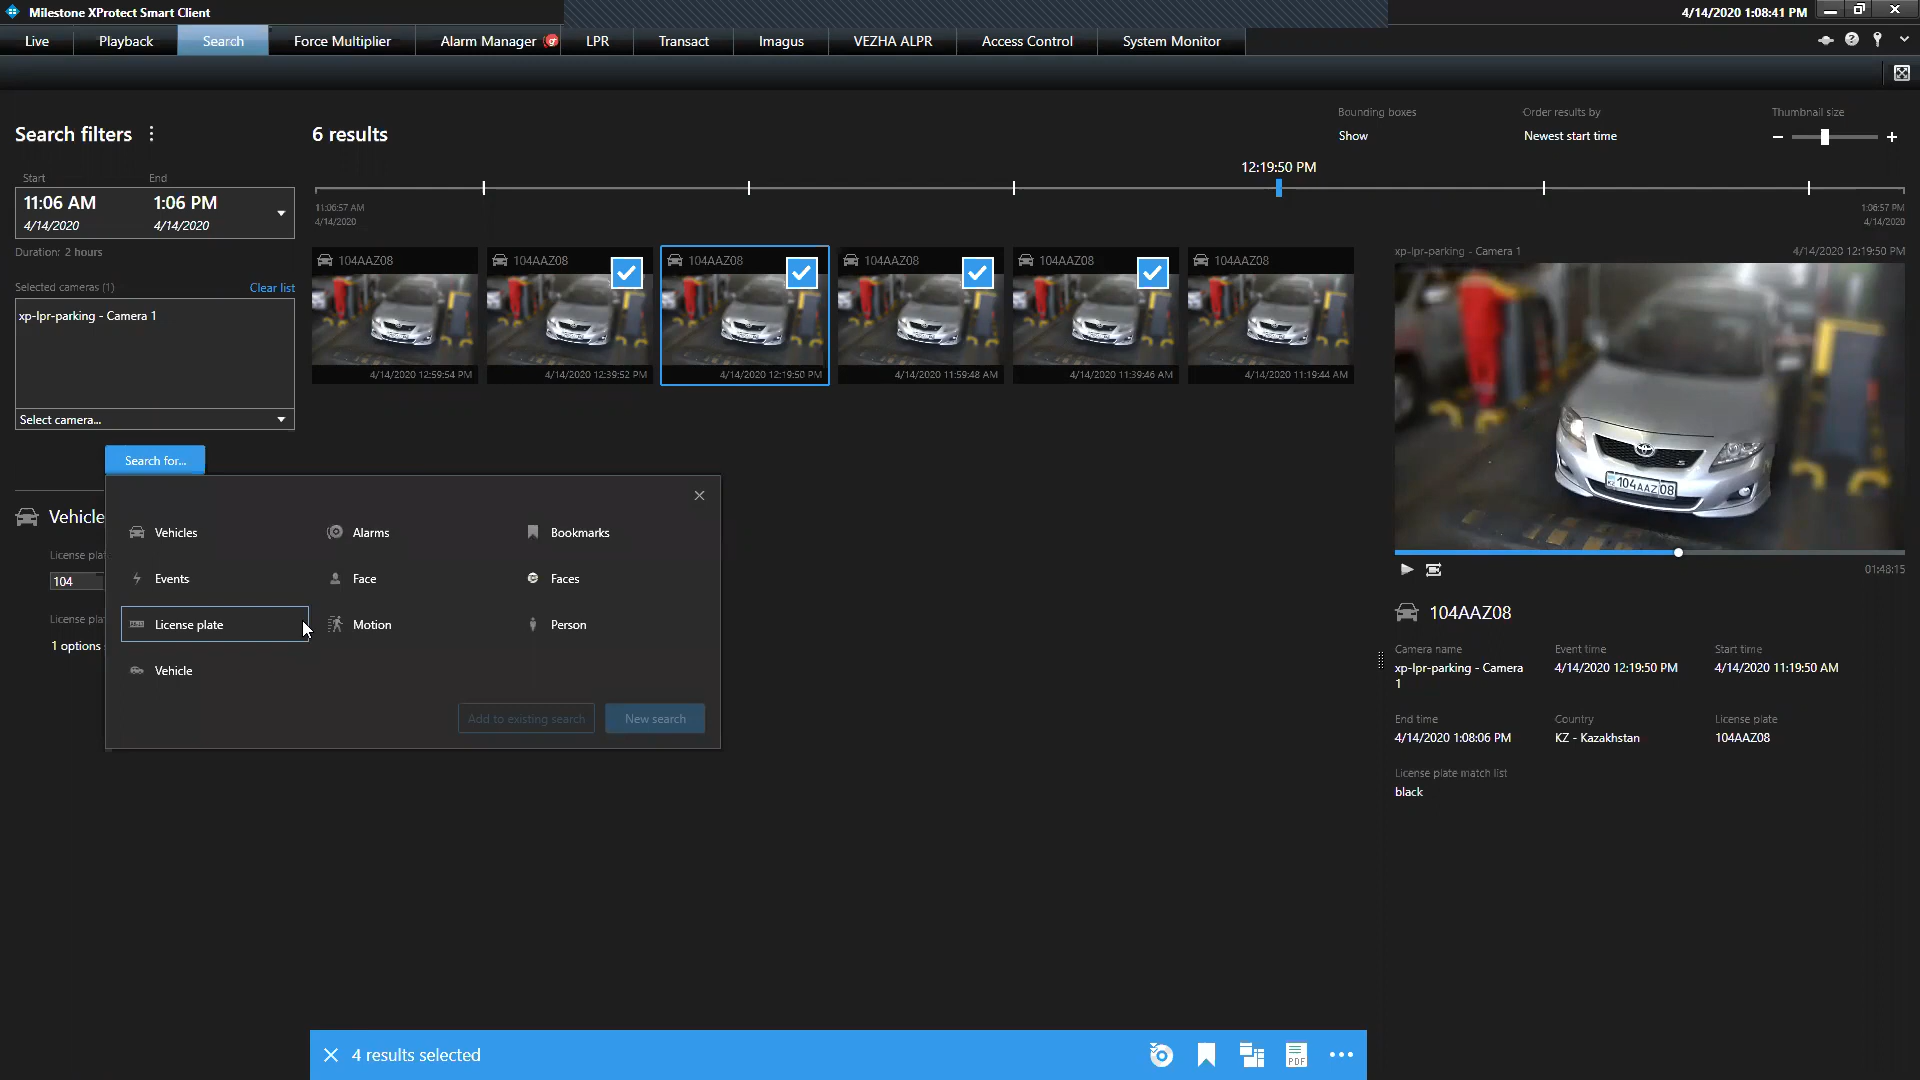 Milestone XProtect Smart Client
4/14/2020 1:08:41 PM
Live
Playback
Search
Force Multiplier
Alarm Manager
LPR
Transact
Imagus
VEZHA ALPR
Access Control
System Monitor
Search filters
6 results
Bounding boxes
Show
Order results by
Newest start time
Thumbnail size
Start
End
11:06 AM
1:06 PM
4/14/2020
4/14/2020
Duration: 2 hours
12:19:50 PM
11:06:57 AM
4/14/2020
1:06:57 PM
4/14/2020
Selected cameras (1)
Clear list
xp-lpr-parking - Camera 1
Select camera...
104AAZ08
4/14/2020 12:59:54 PM
104AAZ08
4/14/2020 12:39:52 PM
104AAZ08
4/14/2020 12:19:50 PM
104AAZ08
4/14/2020 11:59:48 AM
104AAZ08
4/14/2020 11:39:46 AM
104AAZ08
4/14/2020 11:19:44 AM
Search for...
Vehicle
License pla
104
License pla
1 options
Vehicles
Alarms
Bookmarks
Events
Face
Faces
License plate
Motion
Person
Vehicle
Add to existing search
New search
xp-lpr-parking - Camera 1
4/14/2020 12:19:50 PM
104AAZ08
01:48:15
104AAZ08
Camera name
xp-lpr-parking - Camera
1
Event time
4/14/2020 12:19:50 PM
Start time
4/14/2020 11:19:50 AM
End time
4/14/2020 1:08:06 PM
Country
KZ - Kazakhstan
License plate
104AAZ08
License plate match list
black
4 results selected
PDF